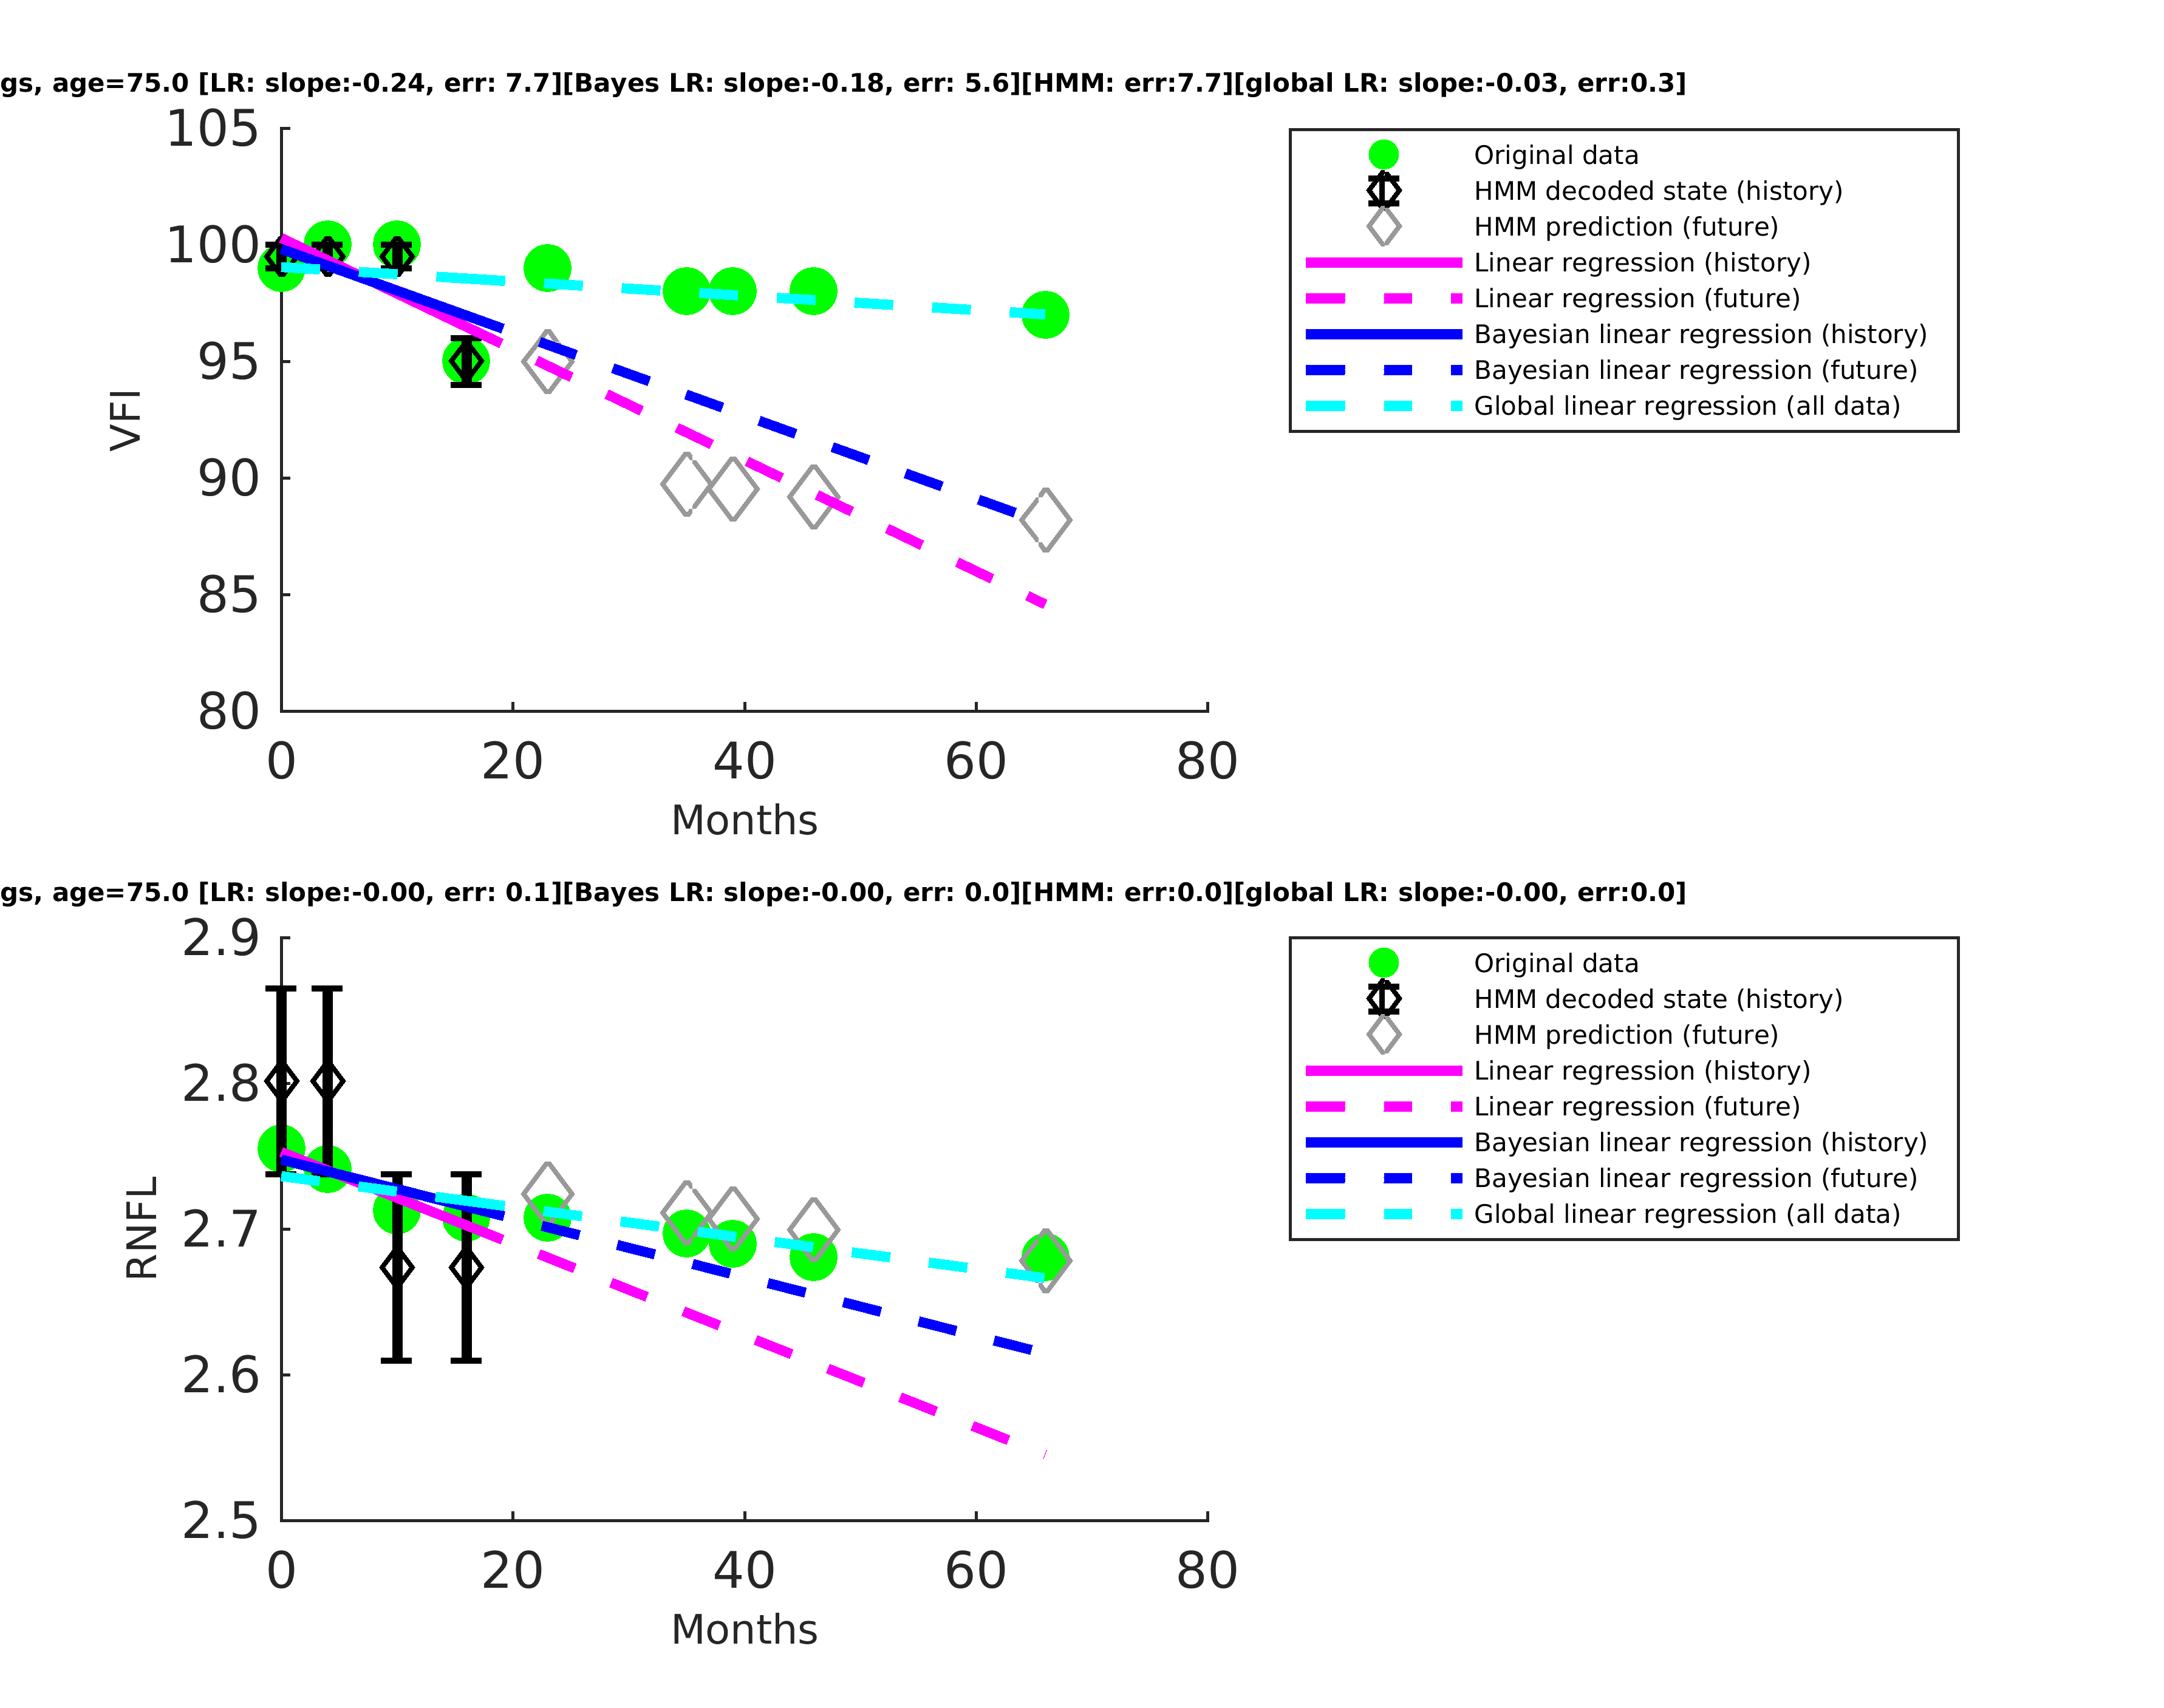 gs, age=75.0 [LR: slope:-0.24, err: 7.7][Bayes LR: slope:-0.18, err: 5.6][HMM: err:7.7][global LR: slope:-0.03, err:0.3]
105
100
95
90
85
80
VFI
0 20 40 60 80
Months
Original data
HMM decoded state (history)
HMM prediction (future)
Linear regression (history)
Linear regression (future)
Bayesian linear regression (history)
Bayesian linear regression (future)
Global linear regression (all data)
gs, age=75.0 [LR: slope:-0.00, err: 0.1][Bayes LR: slope:-0.00, err: 0.0][HMM: err:0.0][global LR: slope:-0.00, err:0.0]
2.9
2.8
2.7
2.6
2.5
RNFL
0 20 40 60 80
Months
Original data
HMM decoded state (history)
HMM prediction (future)
Linear regression (history)
Linear regression (future)
Bayesian linear regression (history)
Bayesian linear regression (future)
Global linear regression (all data)